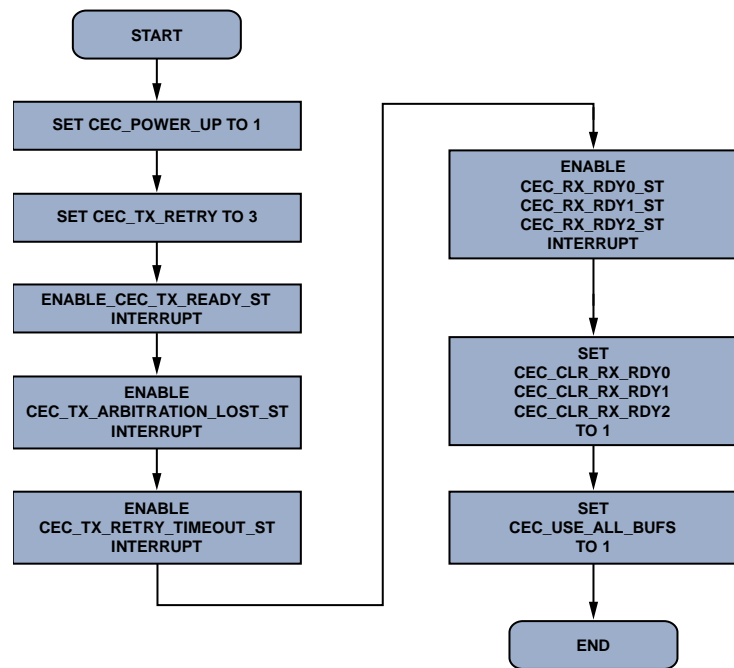 START
SET CEC_POWER_UP TO 1
SET CEC_TX_RETRY TO 3
ENABLE_CEC_TX_READY_ST
INTERRUPT
ENABLE
CEC_TX_ARBITRATION_LOST_ST
INTERRUPT
ENABLE
CEC_TX_RETRY_TIMEOUT_ST
INTERRUPT
ENABLE
CEC_RX_RDY0_ST
CEC_RX_RDY1_ST
CEC_RX_RDY2_ST
INTERRUPT
SET
CEC_CLR_RX_RDY0
CEC_CLR_RX_RDY1
CEC_CLR_RX_RDY2
TO 1
SET
CEC_USE_ALL_BUFS
TO 1
END